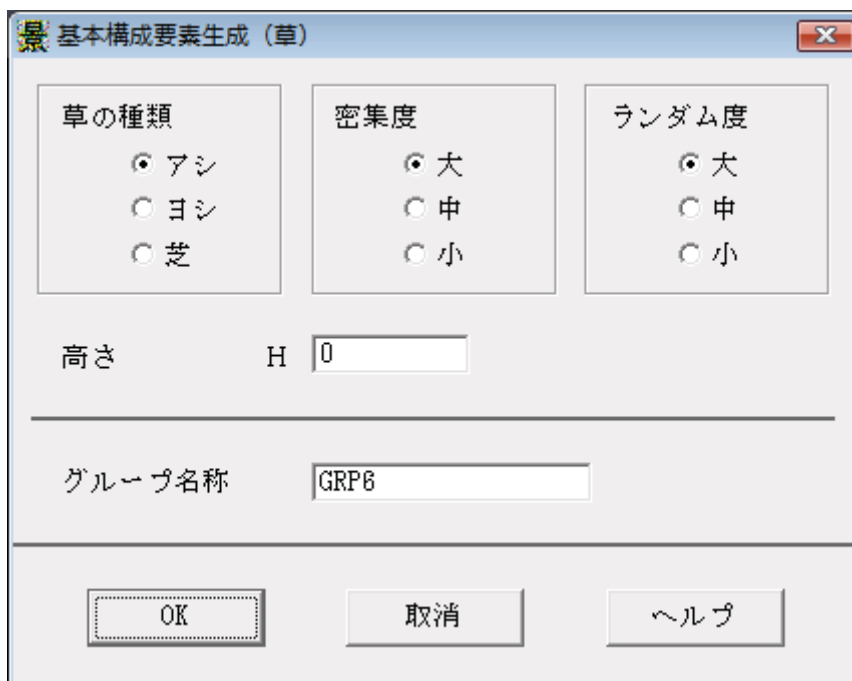 景 基本構成要素生成（草）
草の種類
アシ
ヨシ
芝
密集度
大
中
小
ランダム度
大
中
小
高さ H 0
グループ名称 GRP6
OK 取消 ヘルプ